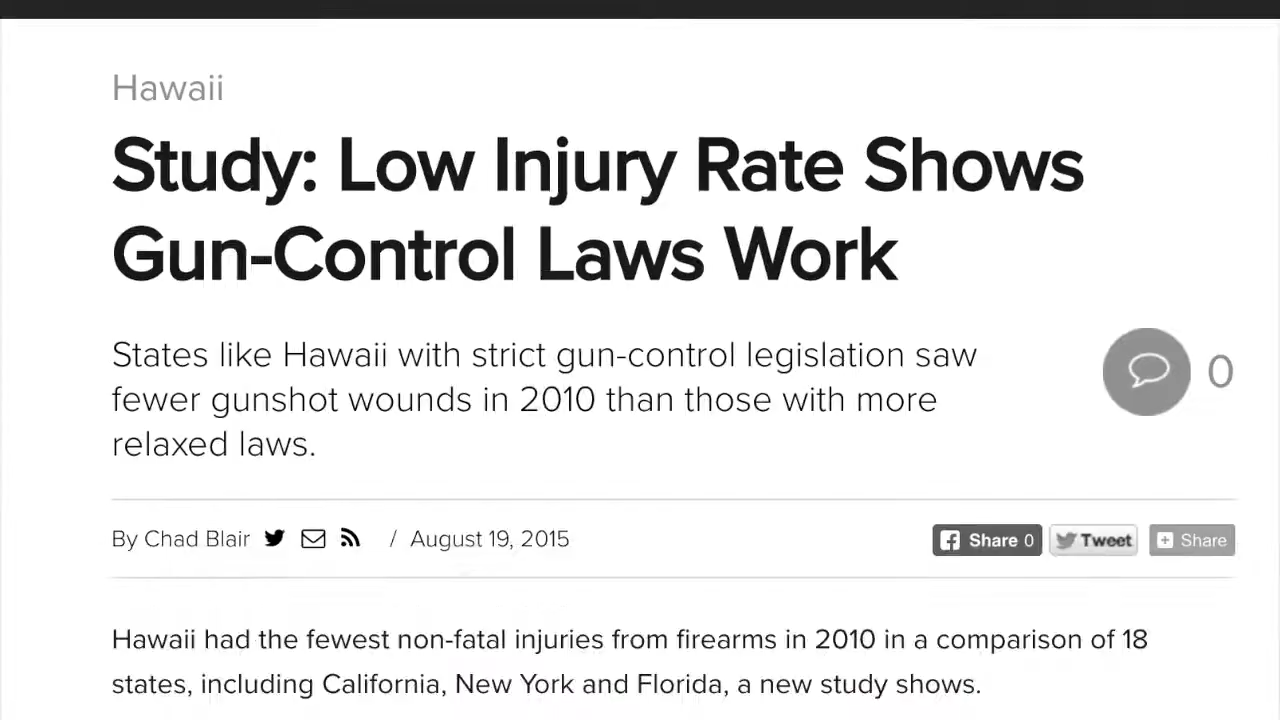 Hawaii
Study: Low Injury Rate Shows
Gun-Control Laws Work
States like Hawaii with strict gun-control legislation saw
fewer gunshot wounds in 2010 than those with more
relaxed laws.
0
By Chad Blair / August 19, 2015
Share 0 Tweet Share
Hawaii had the fewest non-fatal injuries from firearms in 2010 in a comparison of 18
states, including California, New York and Florida, a new study shows.